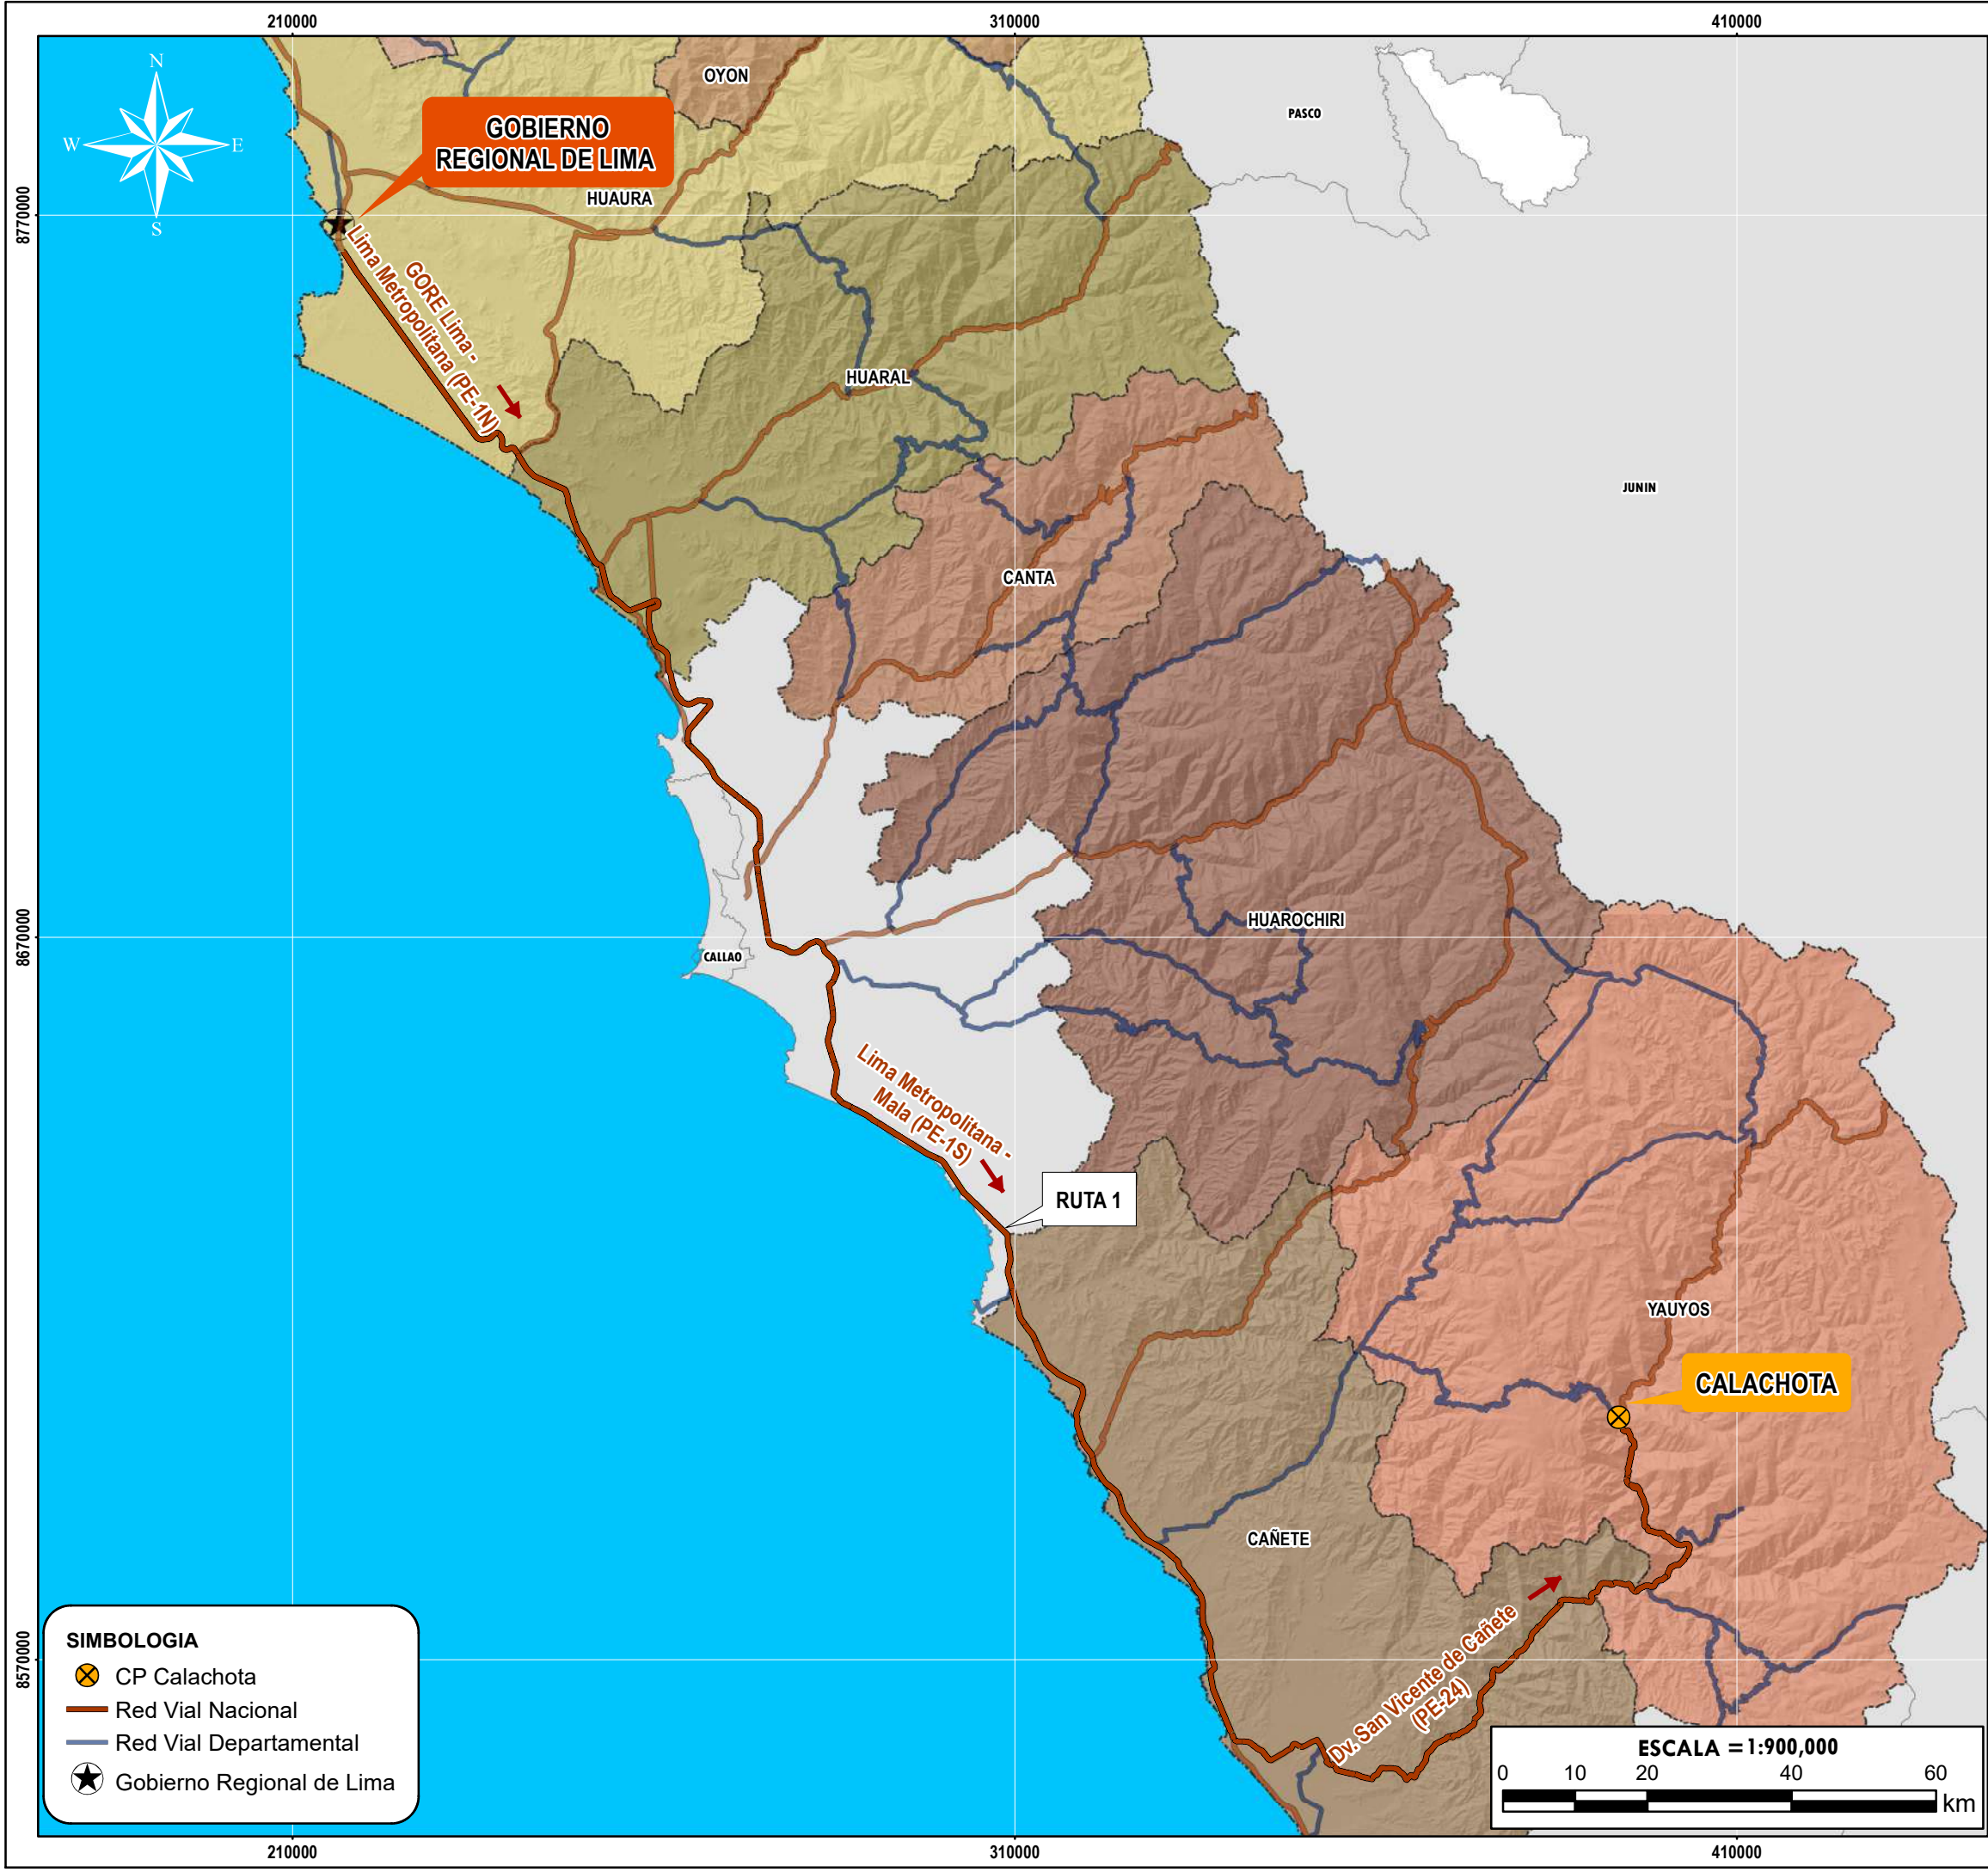 210000
310000
410000
8770000
8670000
8570000
N
W
E
S
OYON
PASCO
GOBIERNO
REGIONAL DE LIMA
HUAURA
GORE Lima -
Lima Metropolitana (PE-1N)
HUARAL
JUNIN
CANTA
HUAROCHIRI
CALLAO
Lima Metropolitana -
Mala (PE-1S)
RUTA 1
YAUYOS
CALACHOTA
CAÑETE
Dv. San Vicente de Cañete
(PE-24)
SIMBOLOGIA
CP Calachota
Red Vial Nacional
Red Vial Departamental
Gobierno Regional de Lima
ESCALA = 1:900,000
0 10 20 40 60
km
210000
310000
410000